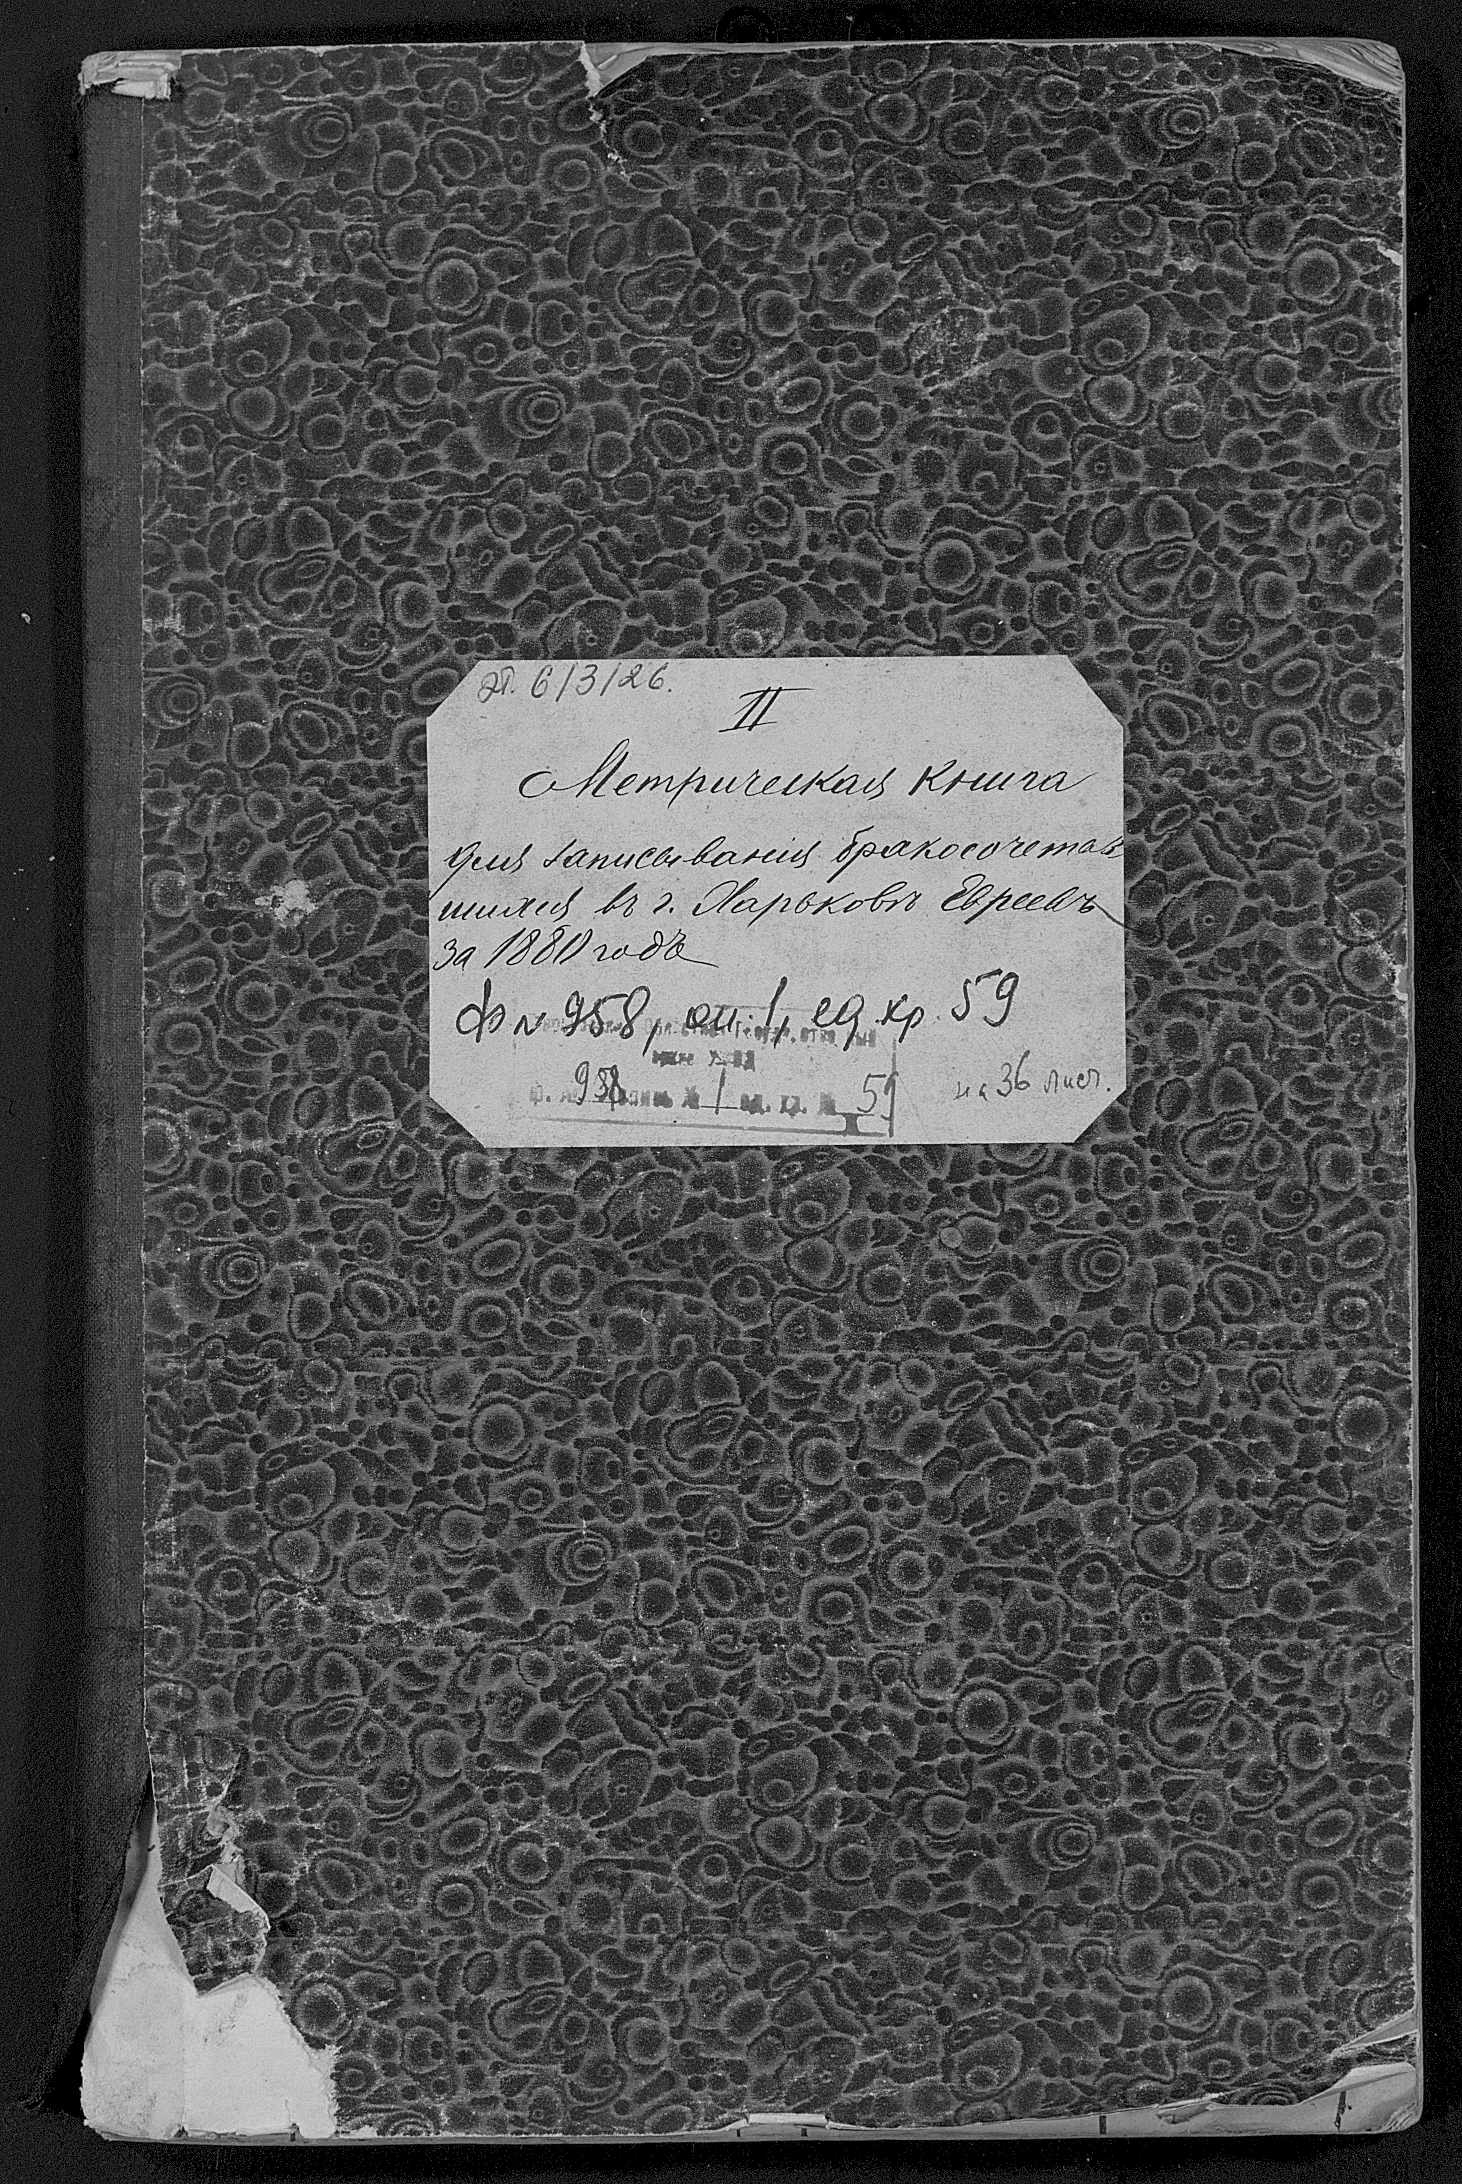 6/3/26.
II
Метрическая книга
для записыванія бракосочетав
шихся въ г. Харьковѣ Евреевъ
за 1880 годъ
Ф № 958, оп. 1, ед. хр. 59
958 1 59 на 36 лист.